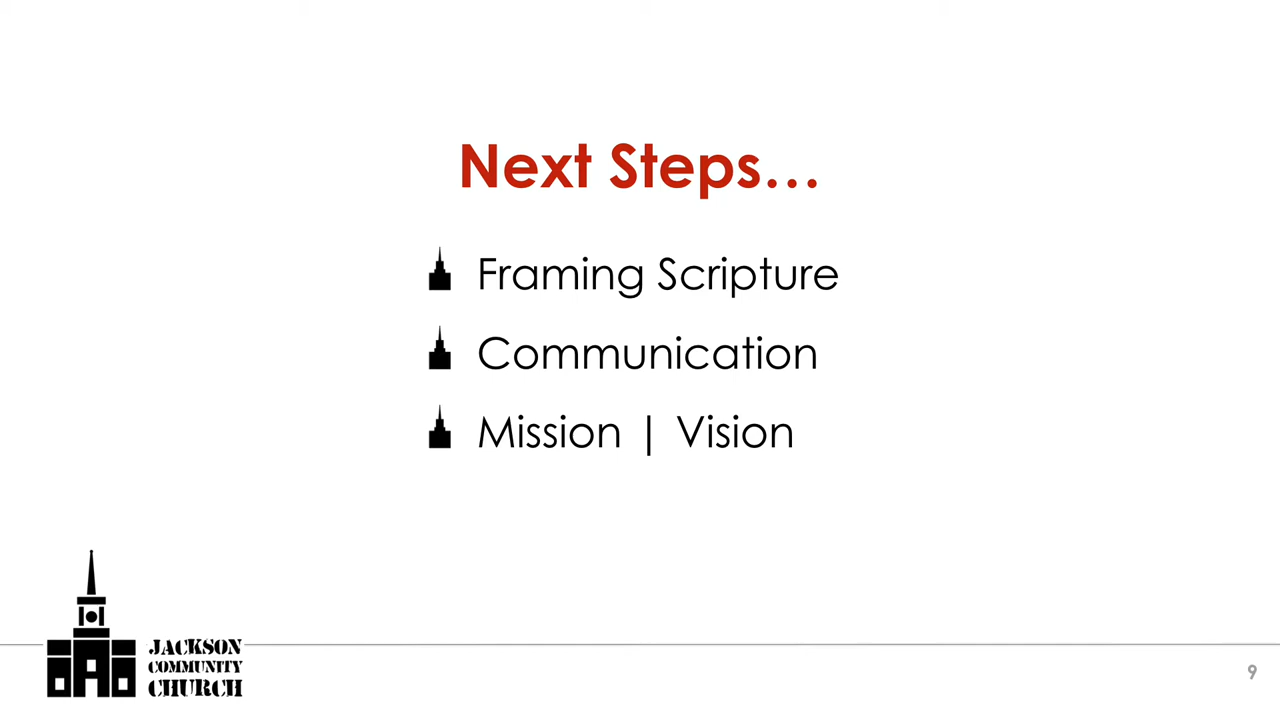 Next Steps…
Framing Scripture
Communication
Mission | Vision
JACKSON
COMMUNITY
CHURCH
9